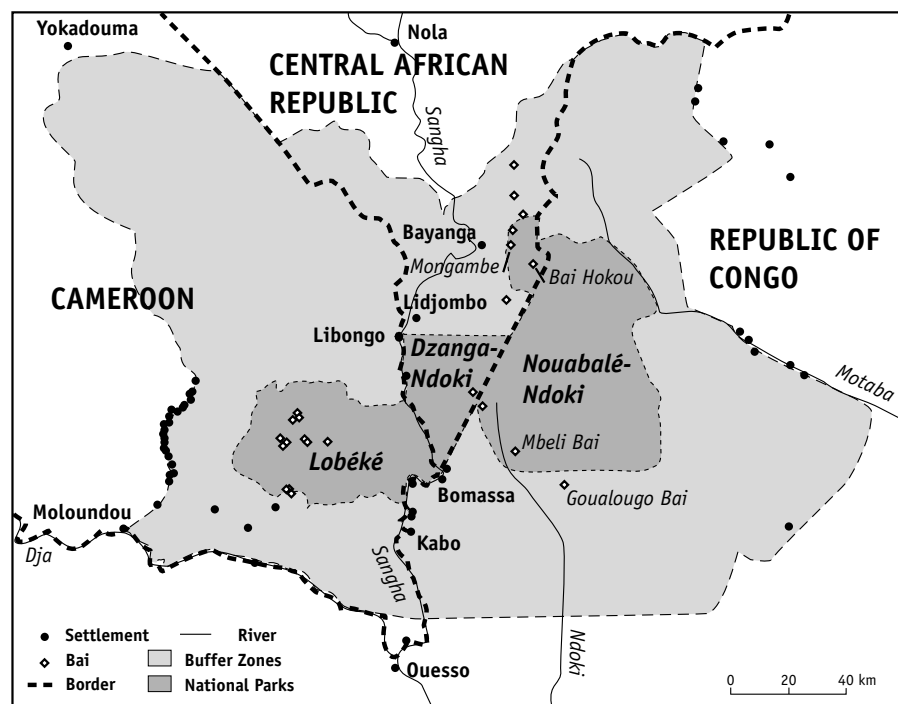 Yokadouma
Nola
CENTRAL AFRICAN
REPUBLIC
Sangha
Bayanga
Mongambe
Bai Hokou
REPUBLIC OF
CONGO
CAMEROON
Lidjombo
Libongo
Dzanga-
Ndoki
Nouabalé-
Ndoki
Motaba
Mbeli Bai
Lobéké
Bomassa
Goualougo Bai
Moloundou
Dja
Kabo
Sangha
Ndoki
Ouesso
Settlement
River
Bai
Buffer Zones
Border
National Parks
0 20 40 km